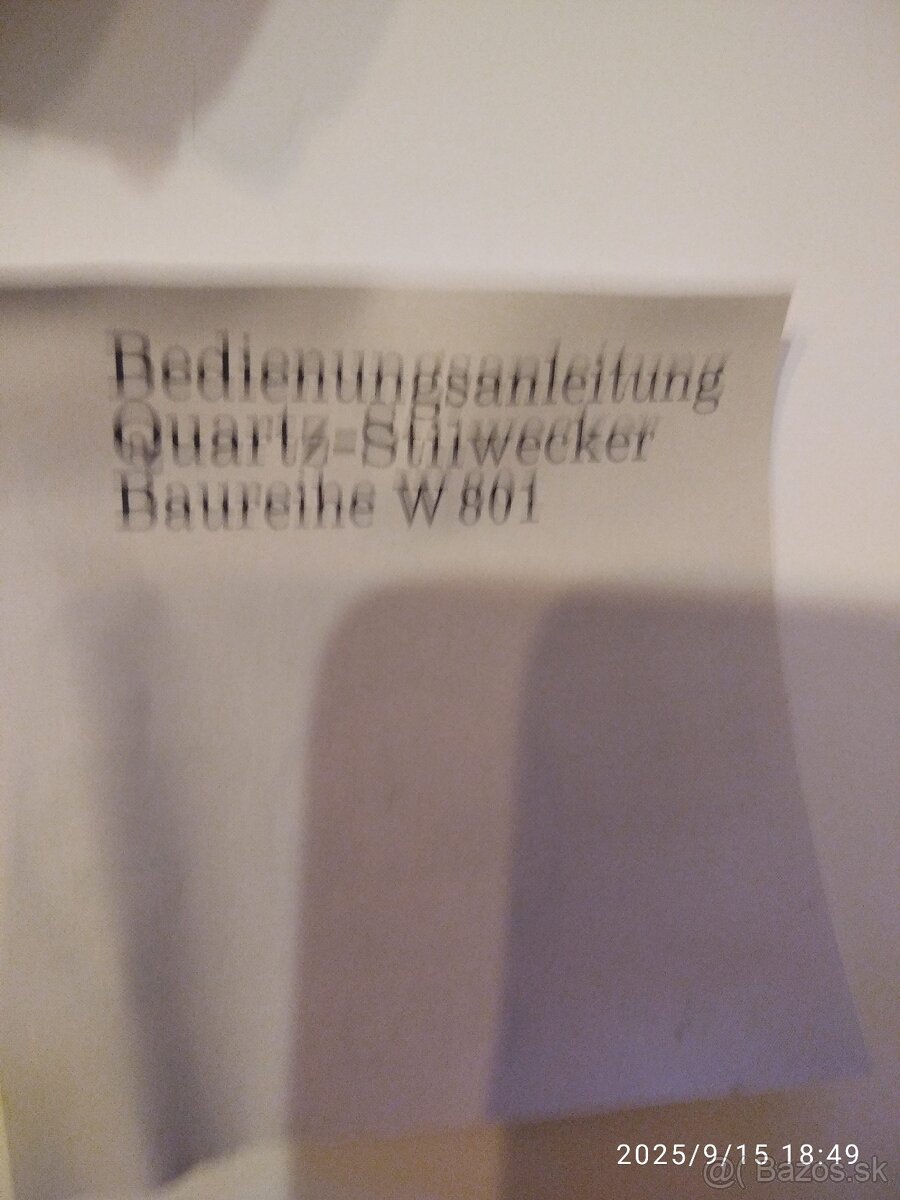 Bedienungsanleitung
Quartz-Stilwecker
Baureihe W 801
2025/9/15 18:49
@( Bazos.sk